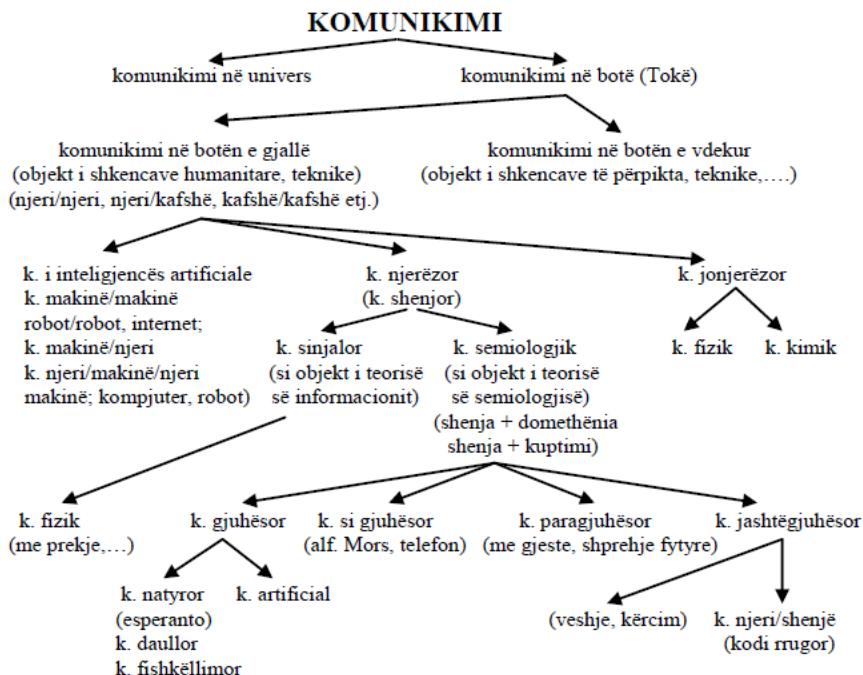 KOMUNIKIMI
komunikimi në univers
komunikimi në botë (Tokë)
komunikimi në botën e gjallë
(objekt i shkencave humanitare, teknike)
(njeri/njeri, njeri/kafshë, kafshë/kafshë etj.)
komunikimi në botën e vdekur
(objekt i shkencave të përpikta, teknike,….)
k. i inteligjencës artificiale
k. makinë/makinë
robot/robot, internet;
k. makinë/njeri
k. njeri/makinë/njeri
makinë; kompjuter, robot)
k. njerëzor
(k. shenjor)
k. jonjerëzor
k. sinjalor
(si objekt i teorisë
së informacionit)
k. semiologjik
(si objekt i teorisë
së semiologjisë)
(shenja + domethënia
shenja + kuptimi)
k. fizik
k. kimik
k. fizik
(me prekje,…)
k. gjuhësor
k. si gjuhësor
(alf. Mors, telefon)
k. paragjuhësor
(me gjeste, shprehje fytyre)
k. jashtëgjuhësor
k. natyror
(esperanto)
k. daullor
k. fishkëllimor
k. artificial
(veshje, kërcim)
k. njeri/shenjë
(kodi rrugor)